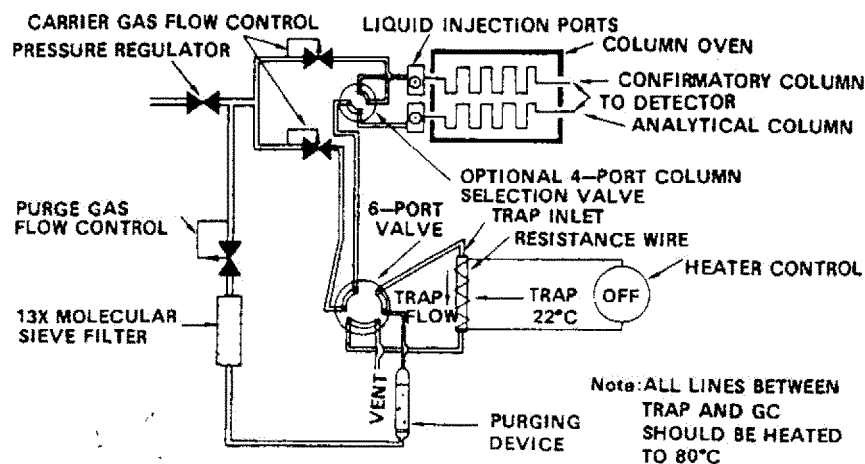 CARRIER GAS FLOW CONTROL
PRESSURE REGULATOR
LIQUID INJECTION PORTS
COLUMN OVEN
CONFIRMATORY COLUMN
TO DETECTOR
ANALYTICAL COLUMN
OPTIONAL 4-PORT COLUMN
SELECTION VALVE
PURGE GAS
FLOW CONTROL
6-PORT
VALVE
TRAP INLET
RESISTANCE WIRE
HEATER CONTROL
OFF
TRAP
FLOW
TRAP
22°C
13X MOLECULAR
SIEVE FILTER
VENT
PURGING
DEVICE
Note: ALL LINES BETWEEN
TRAP AND GC
SHOULD BE HEATED
TO 80°C